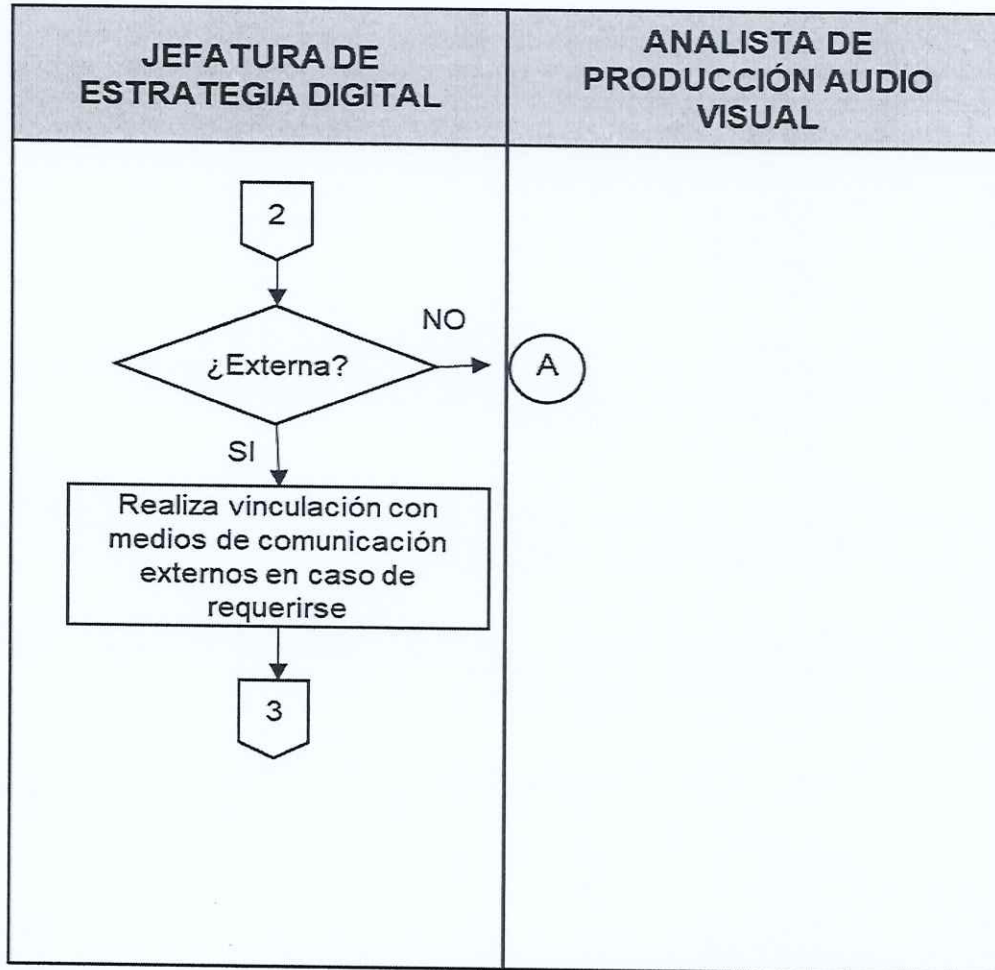 JEFATURA DE
ESTRATEGIA DIGITAL
ANALISTA DE
PRODUCCIÓN AUDIO
VISUAL
2
¿Externa?
NO
A
SI
Realiza vinculación con
medios de comunicación
externos en caso de
requerirse
3